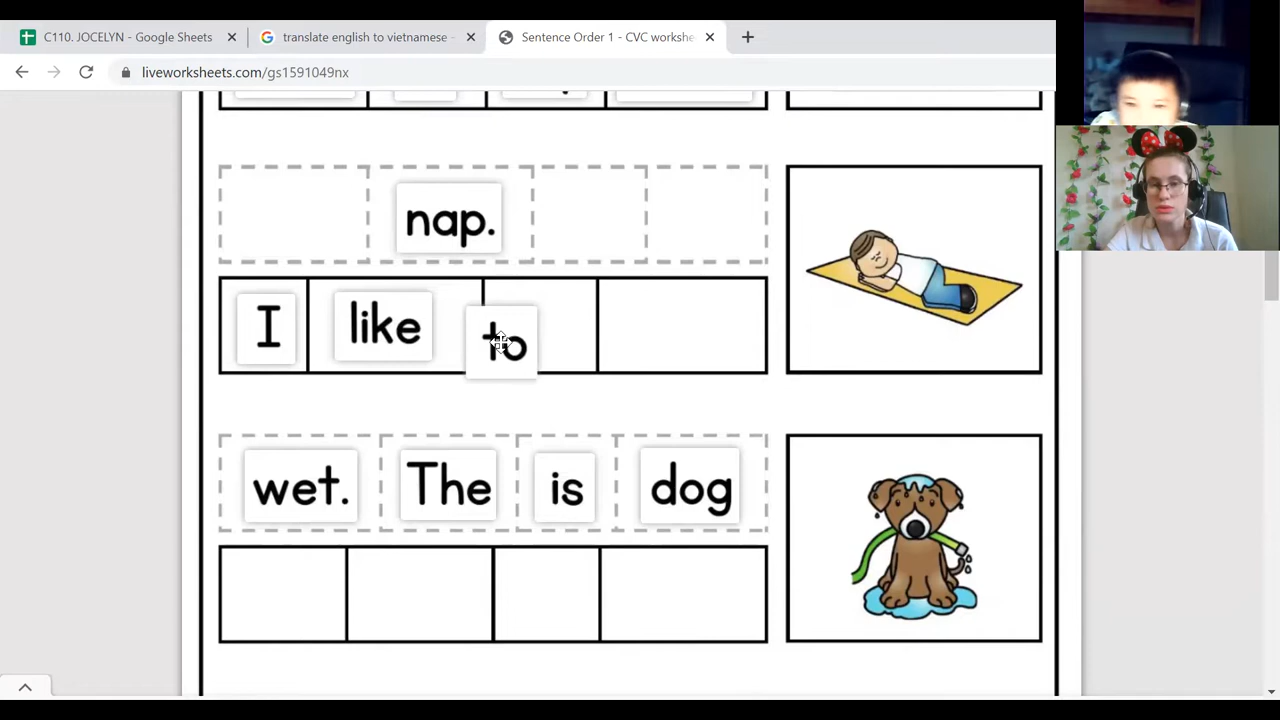 C110. JOCELYN - Google Sheets
translate english to vietnamese -
Sentence Order 1 - CVC workshe
liveworksheets.com/gs1591049nx
nap.
I like to
wet. The is dog